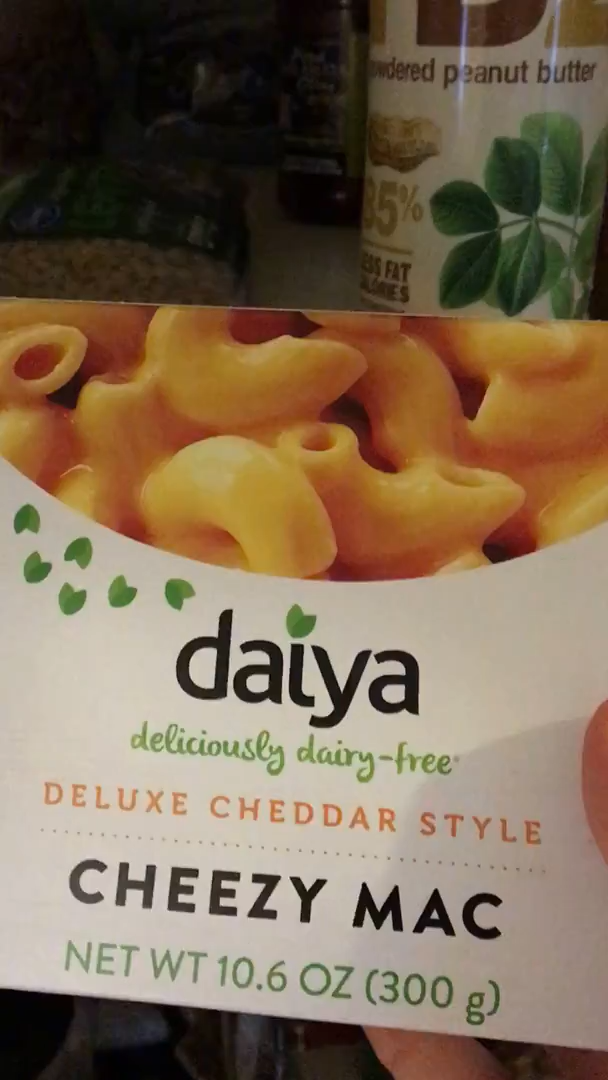 powdered peanut butter
85%
LESS FAT
CALORIES
daiya
deliciously dairy-free
DELUXE CHEDDAR STYLE
CHEEZY MAC
NET WT 10.6 OZ (300 g)